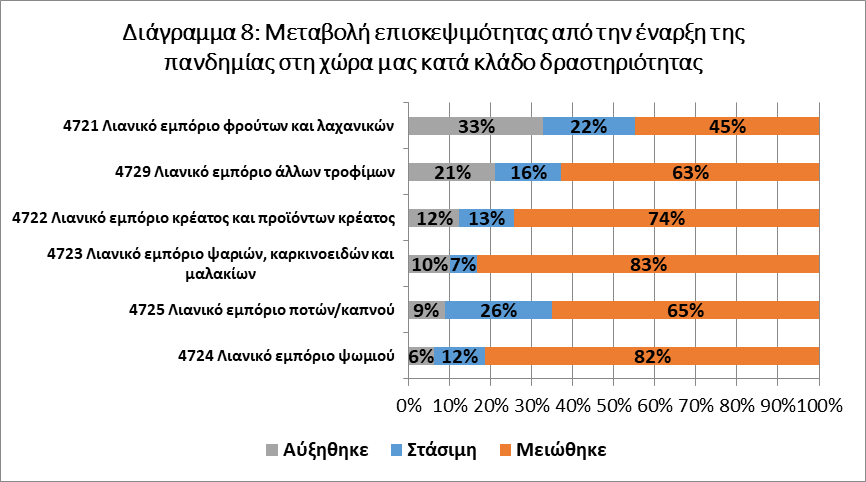 Διάγραμμα 8: Μεταβολή επισκεψιμότητας από την έναρξη της
πανδημίας στη χώρα μας κατά κλάδο δραστηριότητας
4721 Λιανικό εμπόριο φρούτων και λαχανικών
33% 22% 45%
4729 Λιανικό εμπόριο άλλων τροφίμων
21% 16% 63%
4722 Λιανικό εμπόριο κρέατος και προϊόντων κρέατος
12% 13% 74%
4723 Λιανικό εμπόριο ψαριών, καρκινοειδών και
μαλακίων
10% 7% 83%
4725 Λιανικό εμπόριο ποτών/καπνού
9% 26% 65%
4724 Λιανικό εμπόριο ψωμιού
6% 12% 82%
0% 10% 20% 30% 40% 50% 60% 70% 80% 90% 100%
Αύξηθηκε Στάσιμη Μειώθηκε